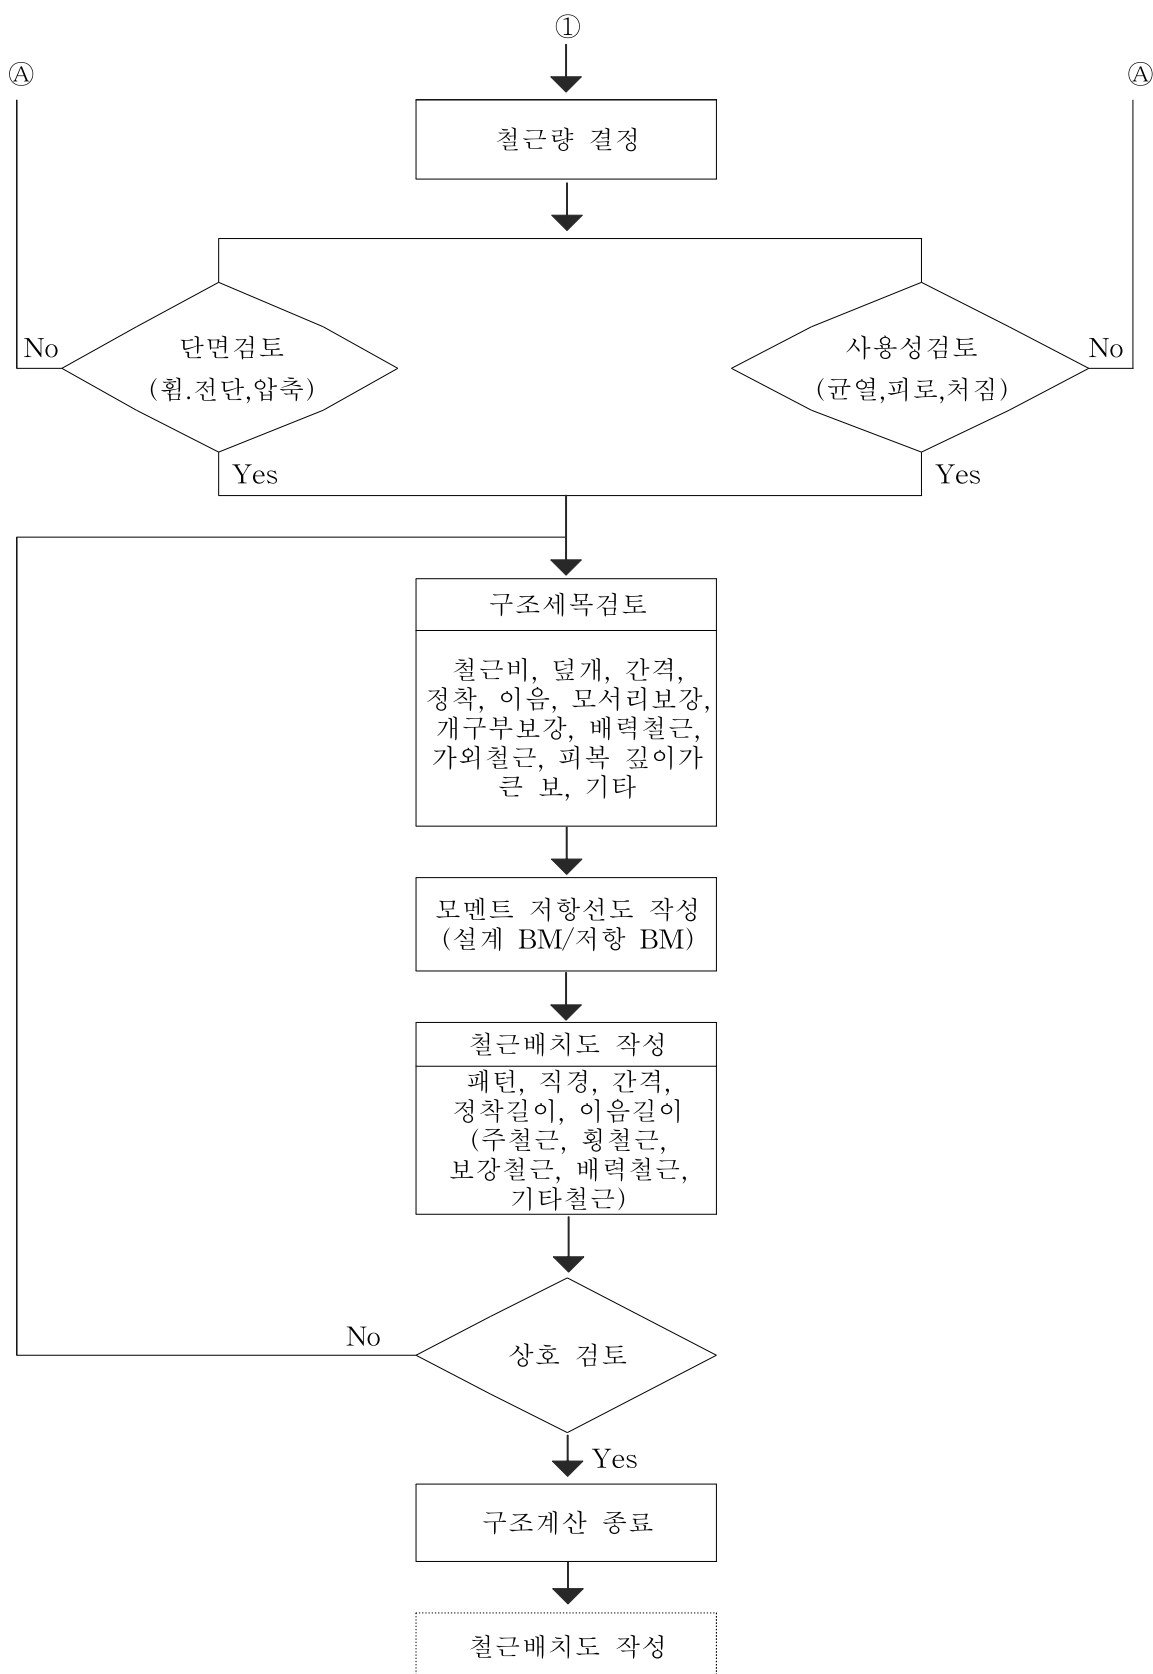 ①
Ⓐ
Ⓐ
철근량 결정
No
단면검토
(휨.전단,압축)
사용성검토
(균열,피로,처짐)
No
Yes
Yes
구조세목검토
철근비, 덮개, 간격,
정착, 이음, 모서리보강,
개구부보강, 배력철근,
가외철근, 피복 깊이가
큰 보, 기타
모멘트 저항선도 작성
(설계 BM/저항 BM)
철근배치도 작성
패턴, 직경, 간격,
정착길이, 이음길이
(주철근, 횡철근,
보강철근, 배력철근,
기타철근)
No
상호 검토
Yes
구조계산 종료
철근배치도 작성